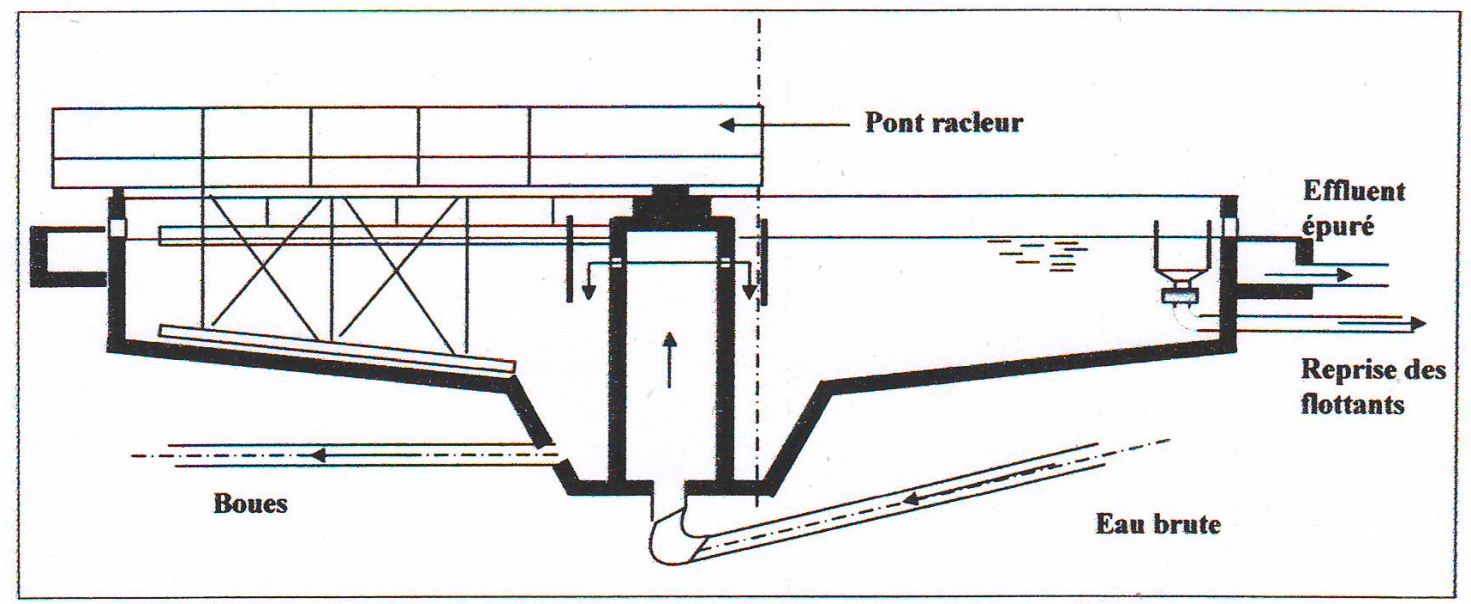 Pont racleur
Effluent
épuré
Reprise des
flottants
Boues
Eau brute